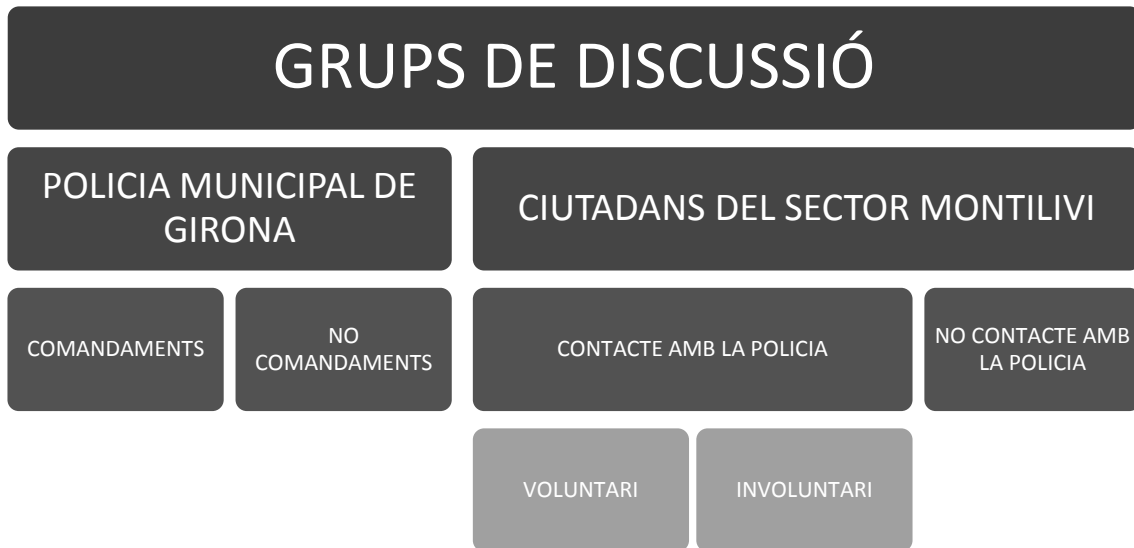 GRUPS DE DISCUSSIÓ
POLICIA MUNICIPAL DE
GIRONA
CIUTADANS DEL SECTOR MONTILIVI
COMANDAMENTS
NO
COMANDAMENTS
CONTACTE AMB LA POLICIA
NO CONTACTE AMB
LA POLICIA
VOLUNTARI
INVOLUNTARI